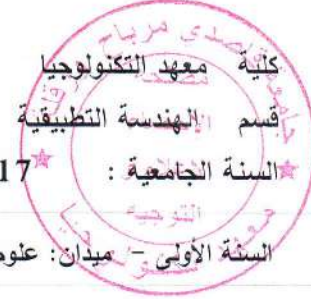 كلية معهد التكنولوجيا
قسم الهندسة التطبيقية
السنة الجامعية : 17
السنة الأولى - ميدان: علوم